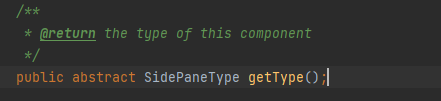 /**
* @return the type of this component
*/
public abstract SidePaneType getType();